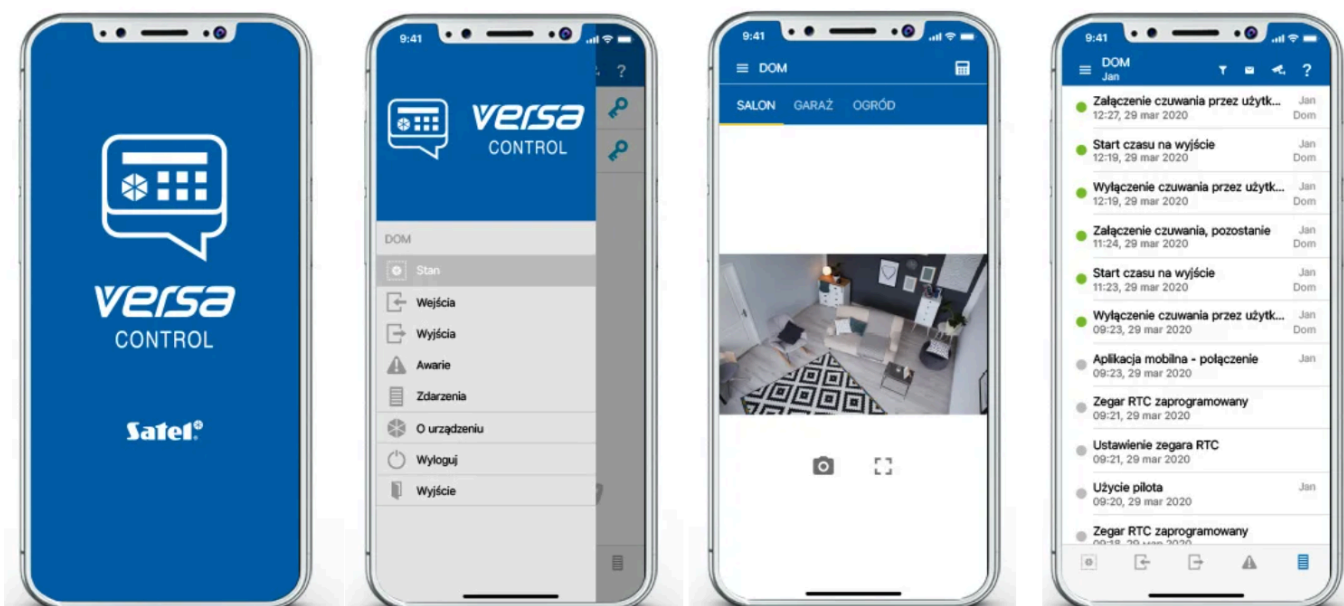 versa
CONTROL
Satel®
9:41
?
versa
CONTROL
DOM
Stan
Wejścia
Wyjścia
Awarie
Zdarzenia
O urządzeniu
Wyloguj
Wyjście
9:41
DOM
SALON GARAŻ OGRÓD
9:41
DOM
Jan
?
Załączenie czuwania przez użytk... Jan
12:27, 29 mar 2020 Dom
Start czasu na wyjście Jan
12:19, 29 mar 2020 Dom
Wyłączenie czuwania przez użytk... Jan
12:19, 29 mar 2020 Dom
Załączenie czuwania, pozostanie Jan
11:24, 29 mar 2020 Dom
Start czasu na wyjście Jan
11:23, 29 mar 2020 Dom
Wyłączenie czuwania przez użytk... Jan
09:23, 29 mar 2020 Dom
Aplikacja mobilna - połączenie Jan
09:23, 29 mar 2020
Zegar RTC zaprogramowany
09:21, 29 mar 2020
Ustawienie zegara RTC
09:21, 29 mar 2020
Użycie pilota Jan
09:20, 29 mar 2020
Zegar RTC zaprogramowany
09:18, 29 mar 2020